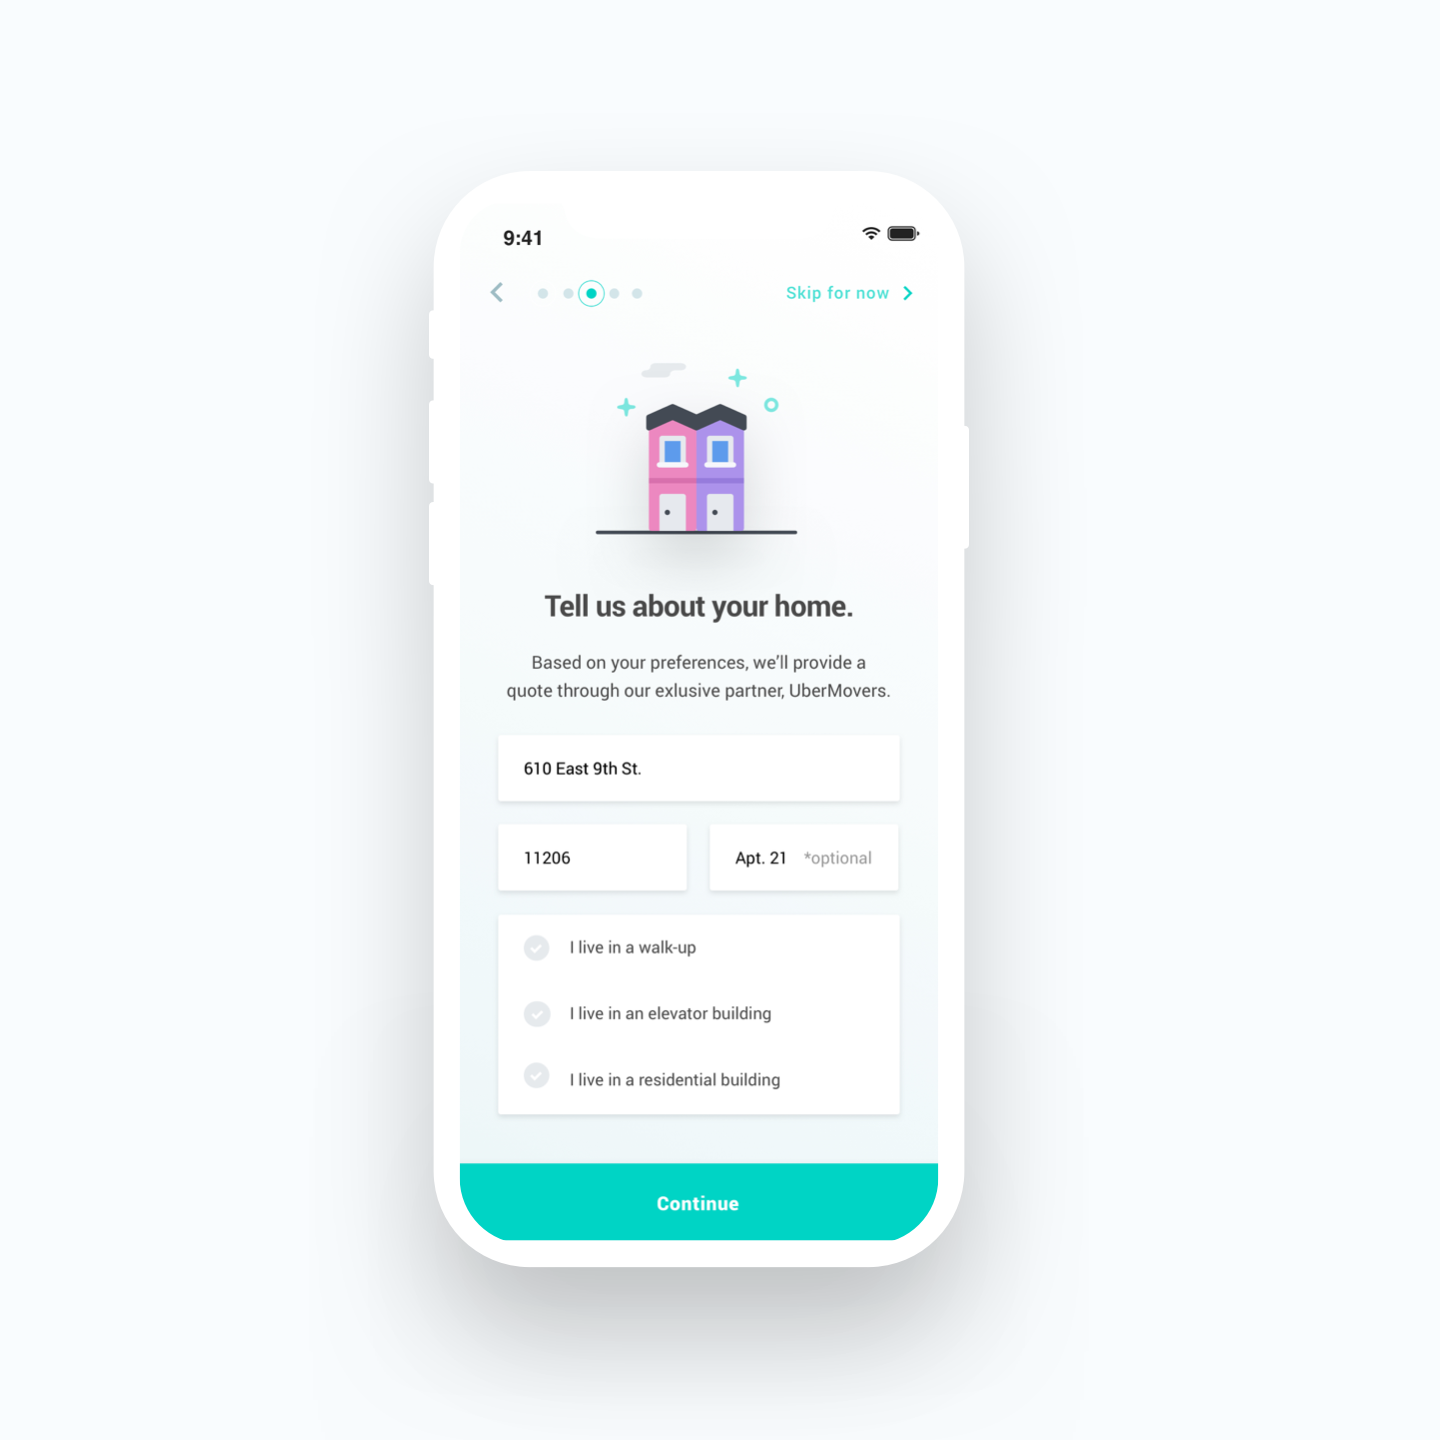 9:41
Skip for now
Tell us about your home.
Based on your preferences, we'll provide a
quote through our exlusive partner, UberMovers.
610 East 9th St.
11206
Apt. 21 *optional
I live in a walk-up
I live in an elevator building
I live in a residential building
Continue